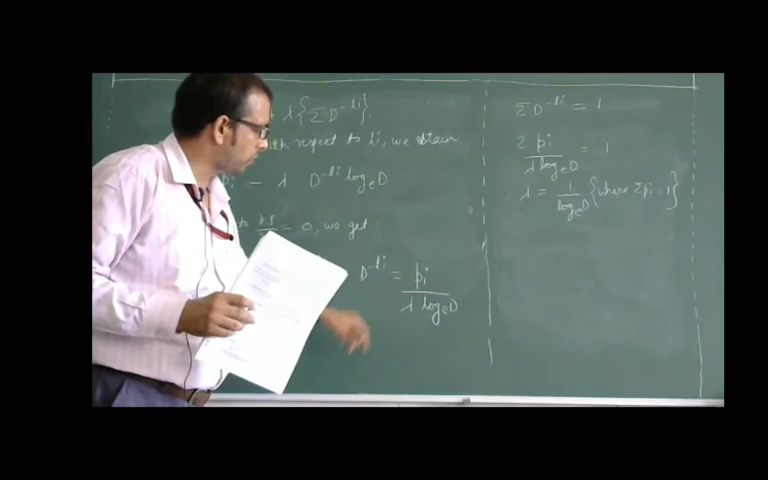 λ{ΣD^-li}.
with respect to li, we obtain
pi - λ D^-li log_e D
to ∂J = 0, we get
D^-li = pi / λ log_e D
ΣD^-li = 1
Σ pi / λ log_e D = 1
λ = 1 / log_e D {where Σpi = 1}